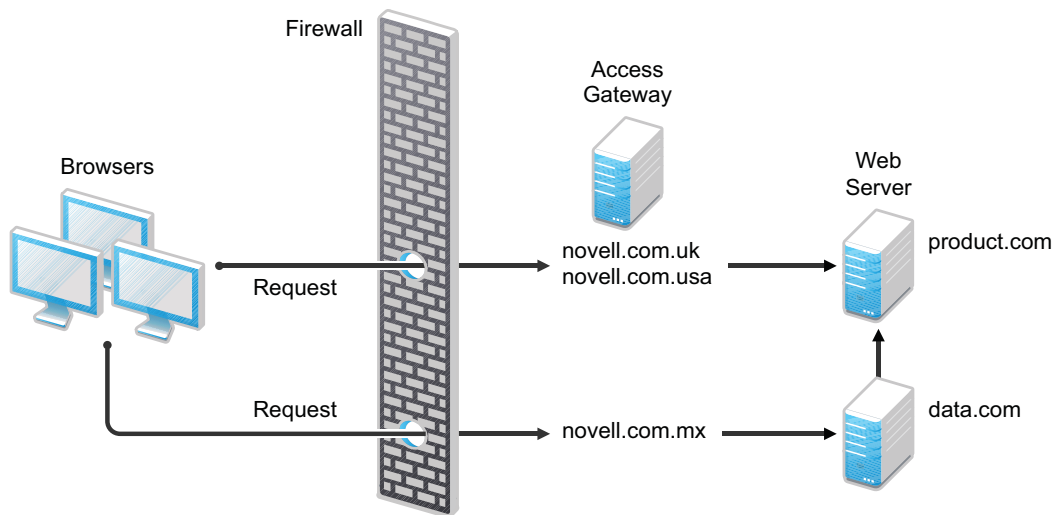 Firewall
Access
Gateway
Browsers
Web
Server
novell.com.uk
novell.com.usa
product.com
Request
Request
novell.com.mx
data.com